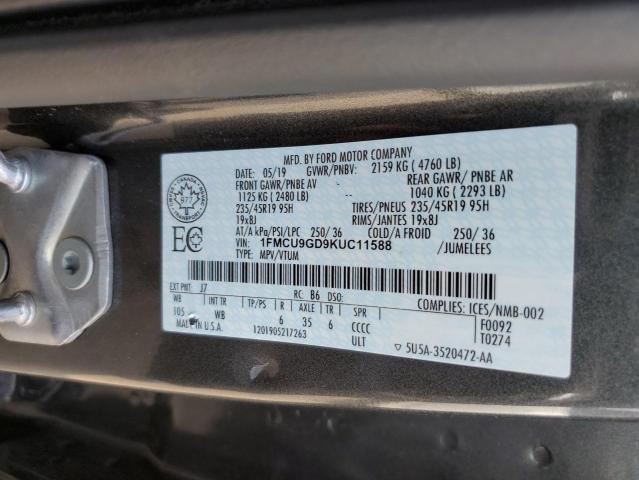 MFD. BY FORD MOTOR COMPANY
DATE: 05/19 GVWR/PNBV: 2159 KG ( 4760 LB)
FRONT GAWR/PNBE AV REAR GAWR/ PNBE AR
1125 KG ( 2480 LB) 1040 KG ( 2293 LB)
235/45R19 95H TIRES/PNEUS 235/45R19 95H
19x8J RIMS/JANTES 19x8J
AT/A kPa/PSI/LPC 250/ 36 COLD/A FROID 250/ 36
VIN: 1FMCU9GD9KUC11588 /JUMELEES
TYPE: MPV/VTUM
CANADA
977
EC
EXT PNT: J7 RC: B6 DSO: COMPLIES: ICES/NMB-002
WB INT TR TP/PS R AXLE TR SPR F0092
105 WB 6 35 6 CCCC T0274
MADE IN U.S.A. 1201905217263 ULT 5U5A-3520472-AA